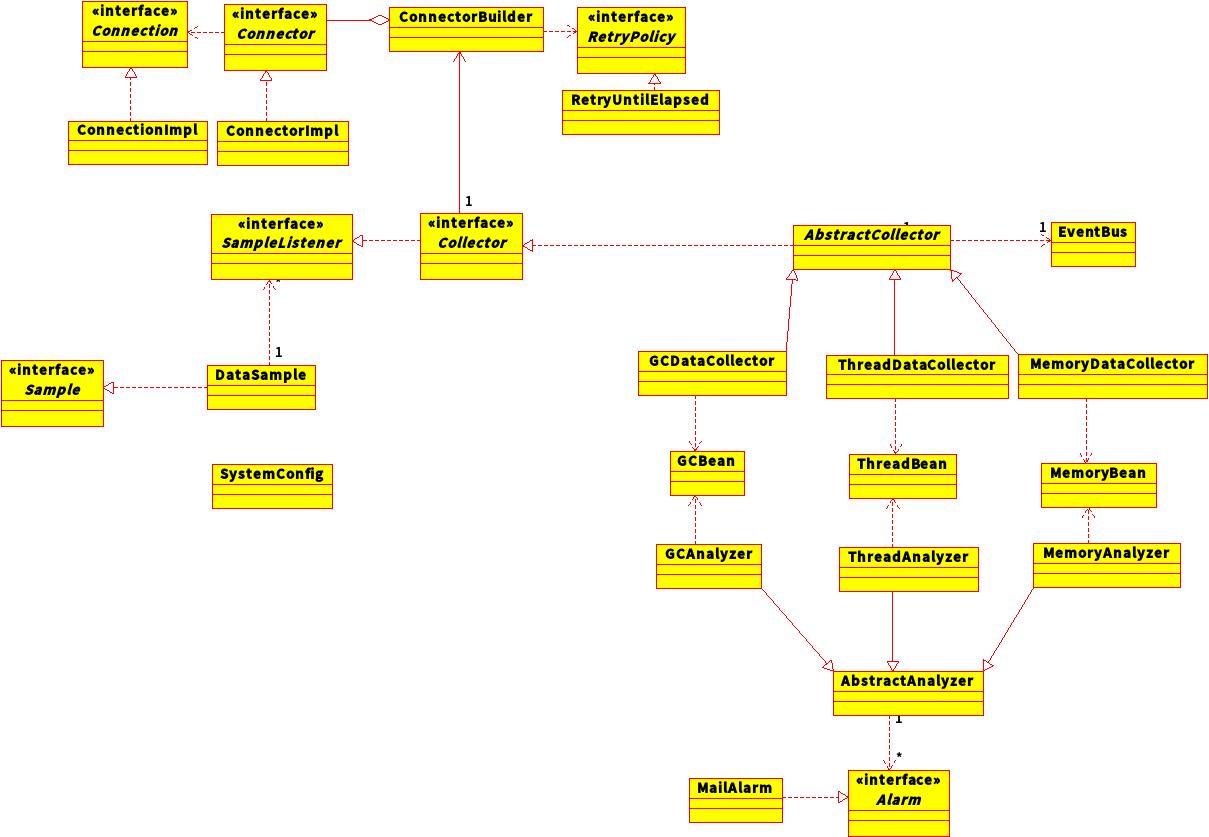 «interface»
Connection
«interface»
Connector
ConnectorBuilder
«interface»
RetryPolicy
RetryUntilElapsed
ConnectionImpl
ConnectorImpl
1
«interface»
SampleListener
«interface»
Collector
1
AbstractCollector
1
EventBus
*
1
«interface»
Sample
DataSample
GCDataCollector
ThreadDataCollector
MemoryDataCollector
SystemConfig
GCBean
ThreadBean
MemoryBean
GCAnalyzer
ThreadAnalyzer
MemoryAnalyzer
AbstractAnalyzer
1
*
MailAlarm
«interface»
Alarm